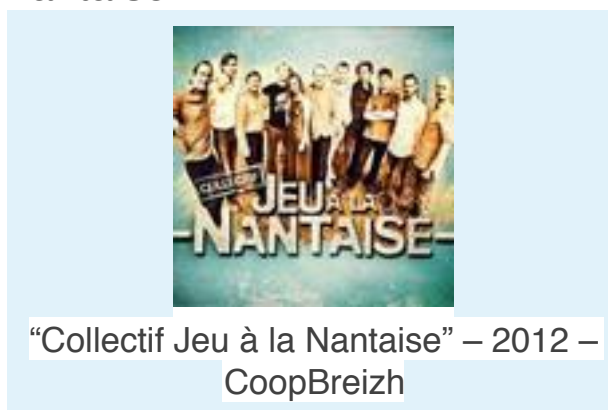 COLLECTIF
JEU À LA
-NANTAISE-
“Collectif Jeu à la Nantaise” – 2012 –
CoopBreizh